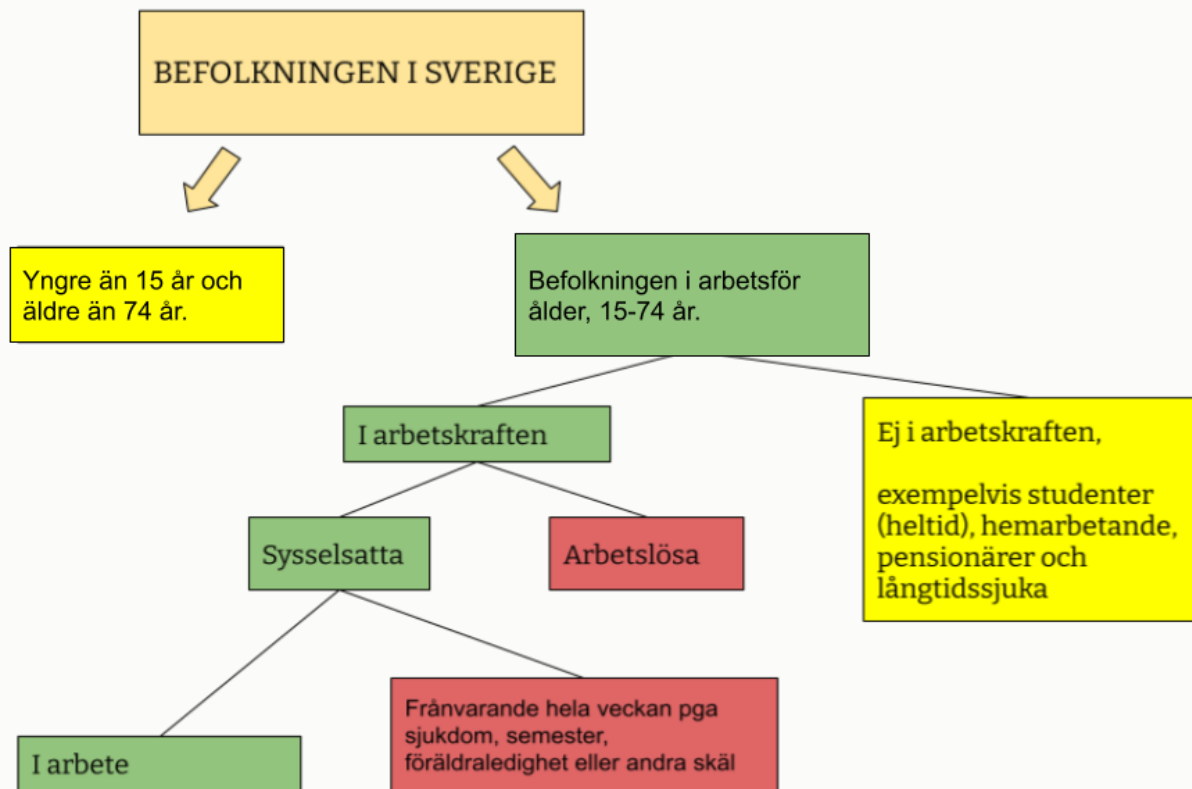 BEFOLKNINGEN I SVERIGE
Yngre än 15 år och
äldre än 74 år.
Befolkningen i arbetsför
ålder, 15-74 år.
I arbetskraften
Ej i arbetskraften,
exempelvis studenter
(heltid), hemarbetande,
pensionärer och
långtidssjuka
Sysselsatta
Arbetslösa
I arbete
Frånvarande hela veckan pga
sjukdom, semester,
föräldraledighet eller andra skäl